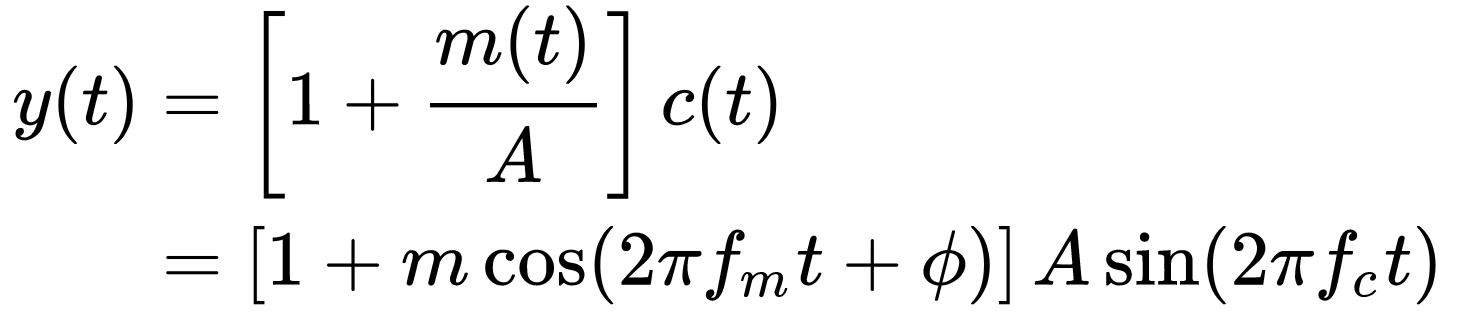 y(t) = [1 + m(t)/A] c(t)
= [1 + m cos(2πf_m t + ϕ)] A sin(2πf_c t)